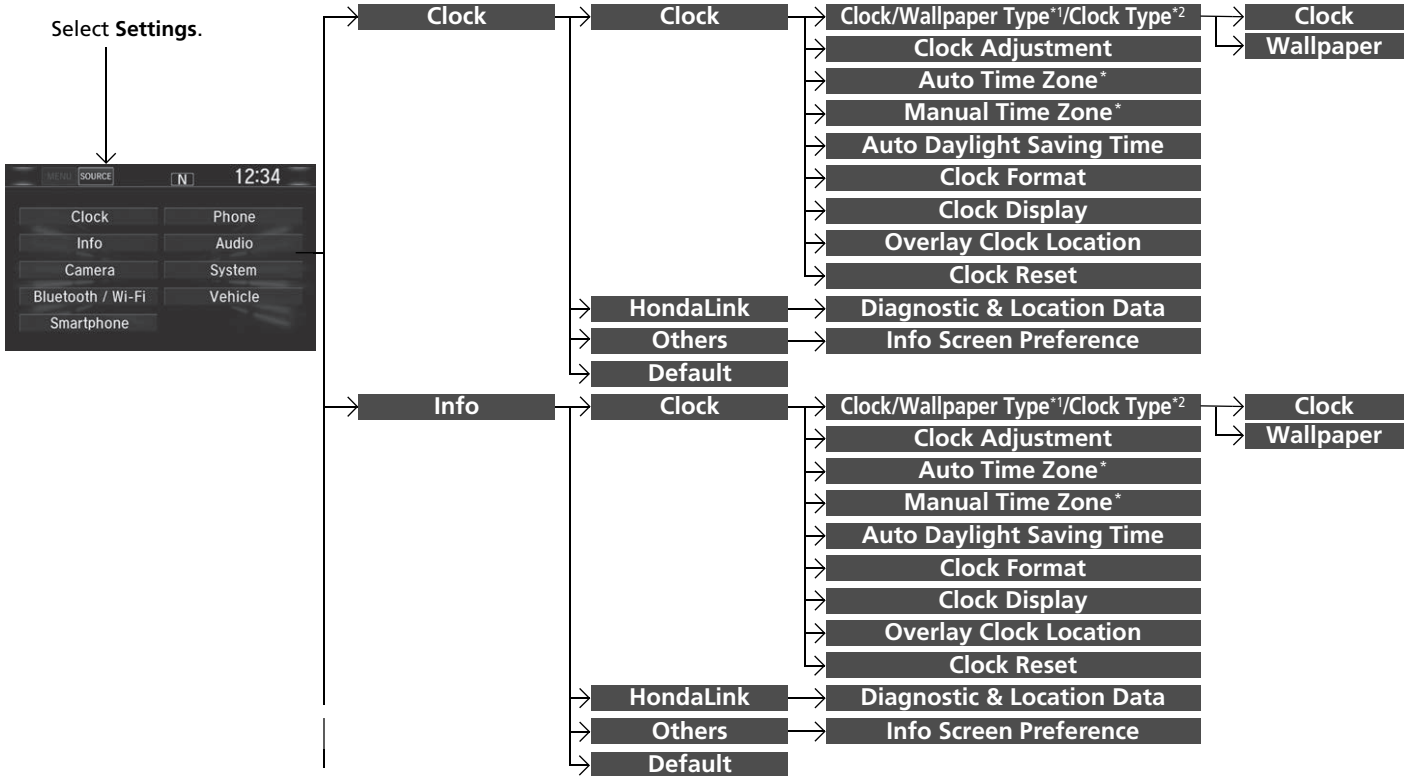 Select Settings.
MENU SOURCE N 12:34
Clock Phone
Info Audio
Camera System
Bluetooth / Wi-Fi Vehicle
Smartphone
Clock
Clock
Clock/Wallpaper Type*1/Clock Type*2
Clock
Wallpaper
Clock Adjustment
Auto Time Zone*
Manual Time Zone*
Auto Daylight Saving Time
Clock Format
Clock Display
Overlay Clock Location
Clock Reset
HondaLink
Diagnostic & Location Data
Others
Info Screen Preference
Default
Info
Clock
Clock/Wallpaper Type*1/Clock Type*2
Clock
Wallpaper
Clock Adjustment
Auto Time Zone*
Manual Time Zone*
Auto Daylight Saving Time
Clock Format
Clock Display
Overlay Clock Location
Clock Reset
HondaLink
Diagnostic & Location Data
Others
Info Screen Preference
Default